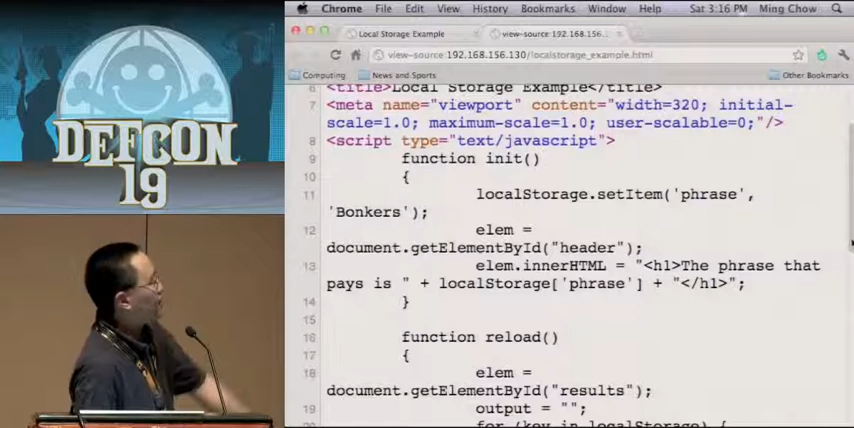 DEFCON
19
Chrome File Edit View History Bookmarks Window Help Sat 3:16 PM Ming Chow
Local Storage Example
view-source 192.168.156...
view-source 192.168.156.130/localstorage_example.html
Computing
News and Sports
Other Bookmarks
6 <title>Local Storage Example</title>
7 <meta name="viewport" content="width=320; initial-
scale=1.0; maximum-scale=1.0; user-scalable=0;"/>
8 <script type="text/javascript">
9 function init()
10 {
11 localStorage.setItem('phrase',
'Bonkers');
12 elem =
document.getElementById("header");
13 elem.innerHTML = "<h1>The phrase that
pays is " + localStorage['phrase'] + "</h1>";
14 }
15
16 function reload()
17 {
18 elem =
document.getElementById("results");
19 output = "";
20 for (key in localStorage) {